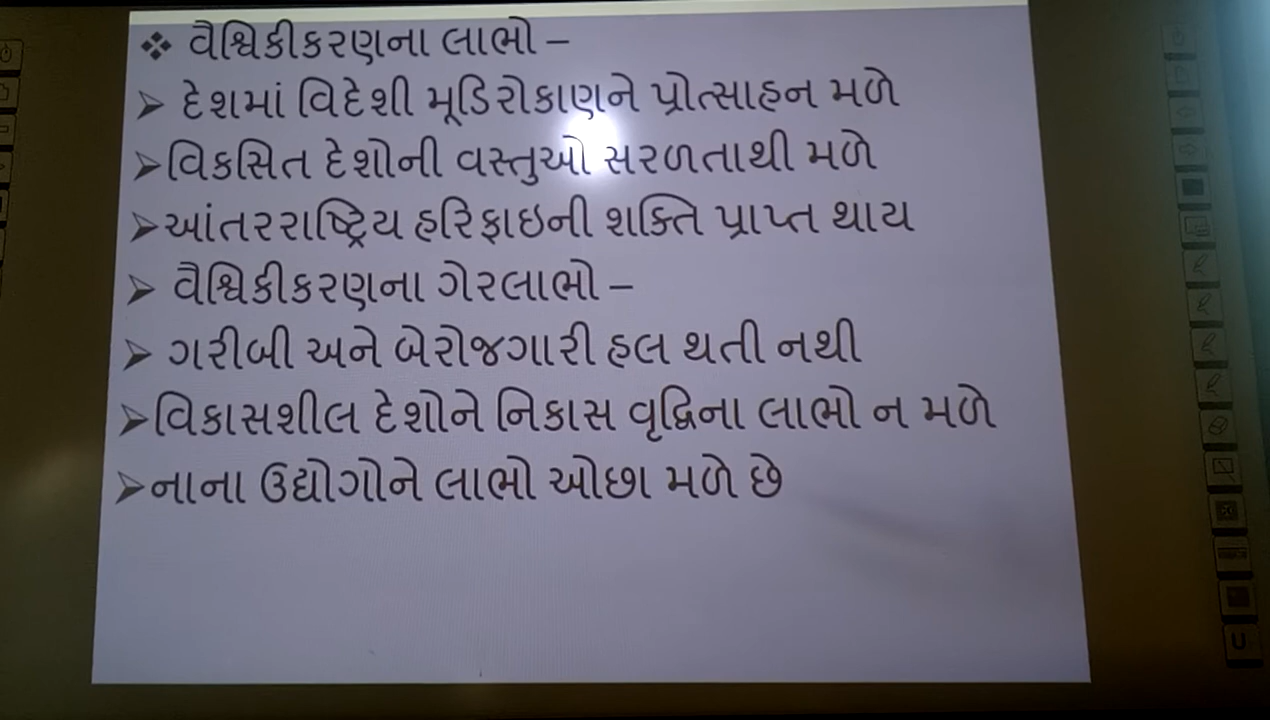 ❖ વૈશ્વિકીકરણના લાભો –
➢ દેશમાં વિદેશી મૂડિરોકાણને પ્રોત્સાહન મળે
➢વિકસિત દેશોની વસ્તુઓ સરળતાથી મળે
➢આંતરરાષ્ટ્રિય હરિફાઇની શક્તિ પ્રાપ્ત થાય
➢ વૈશ્વિકીકરણના ગેરલાભો –
➢ ગરીબી અને બેરોજગારી હલ થતી નથી
➢વિકાસશીલ દેશોને નિકાસ વૃદ્વિના લાભો ન મળે
➢નાના ઉદ્યોગોને લાભો ઓછા મળે છે